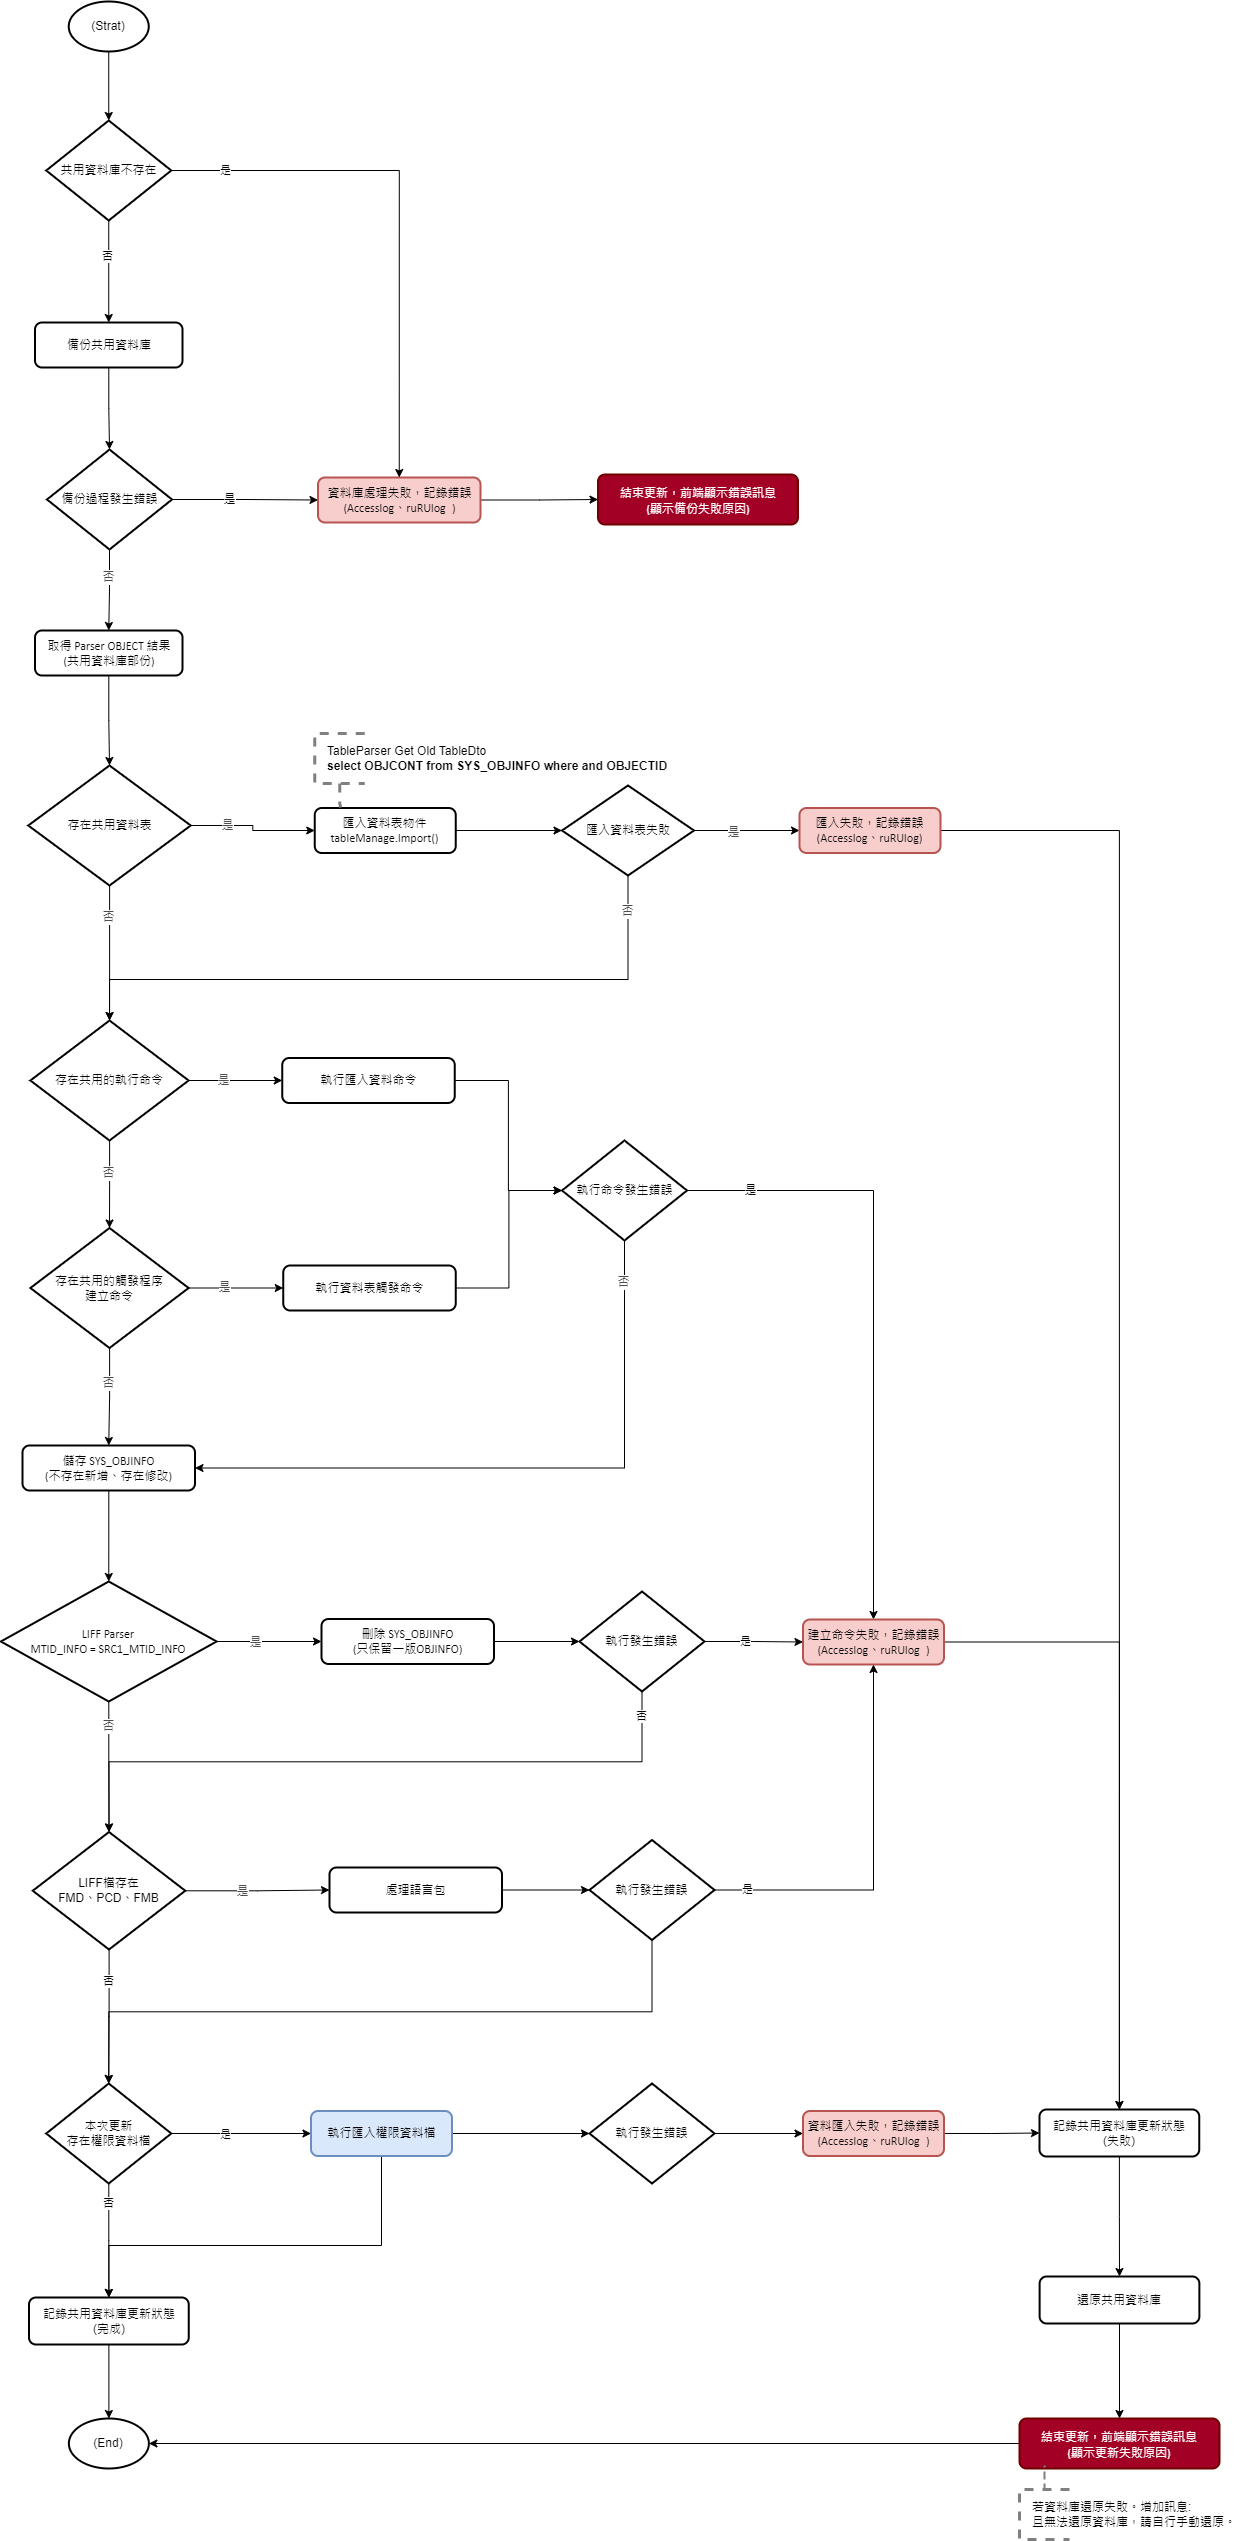 (Strat)
共用資料庫不存在
是
否
備份共用資料庫
備份過程發生錯誤
是
資料庫處理失敗，記錄錯誤
(Accesslog、ruRUlog )
結束更新，前端顯示錯誤訊息
(顯示備份失敗原因)
否
取得 Parser OBJECT 結果
(共用資料庫部份)
TableParser Get Old TableDto
select OBJCONT from SYS_OBJINFO where and OBJECTID
存在共用資料表
是
匯入資料表物件
tableManage.Import()
匯入資料表失敗
是
匯入失敗，記錄錯誤
(Accesslog、ruRUlog)
否
否
存在共用的執行命令
是
執行匯入資料命令
否
執行命令發生錯誤
是
存在共用的觸發程序
建立命令
是
執行資料表觸發命令
否
否
儲存 SYS_OBJINFO
(不存在新增、存在修改)
LIFF Parser
MTID_INFO = SRC1_MTID_INFO
是
刪除 SYS_OBJINFO
(只保留一版OBJINFO)
執行發生錯誤
是
建立命令失敗，記錄錯誤
(Accesslog、ruRUlog )
否
否
LIFF檔存在
FMD、PCD、FMB
是
處理語言包
執行發生錯誤
是
否
本次更新
存在權限資料檔
是
執行匯入權限資料檔
執行發生錯誤
資料匯入失敗，記錄錯誤
(Accesslog、ruRUlog )
記錄共用資料庫更新狀態
(失敗)
否
記錄共用資料庫更新狀態
(完成)
還原共用資料庫
(End)
結束更新，前端顯示錯誤訊息
(顯示更新失敗原因)
若資料庫還原失敗。增加訊息:
且無法還原資料庫，請自行手動還原。